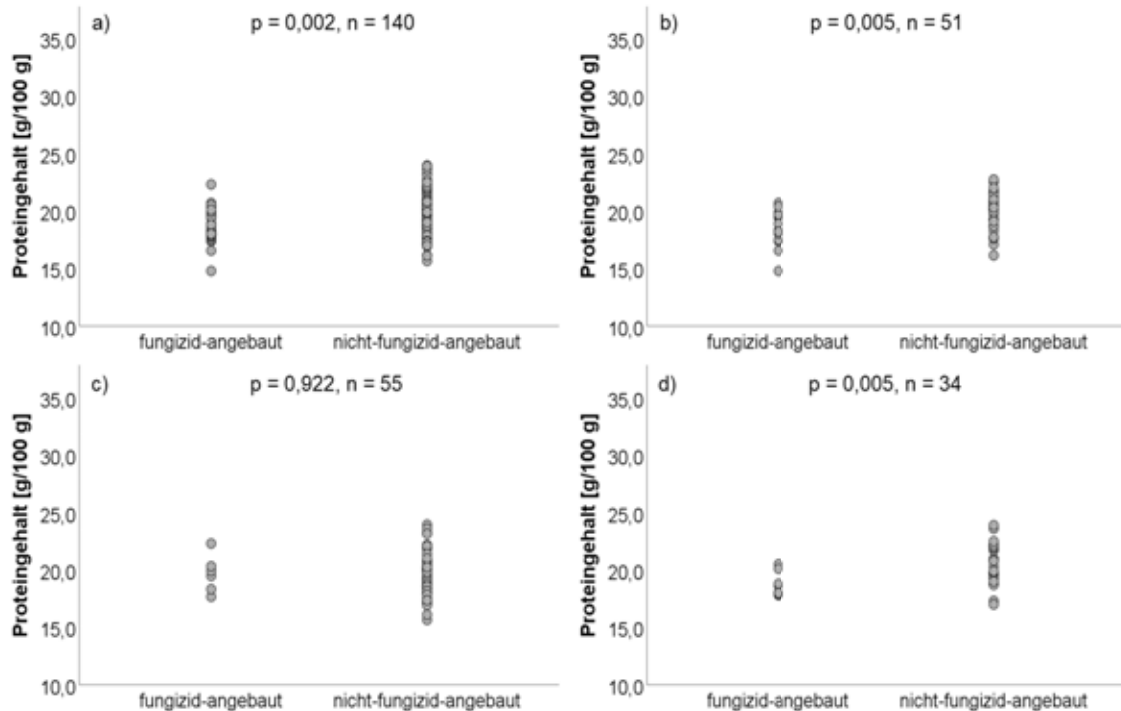 a) p = 0,002, n = 140
Proteingehalt [g/100 g]
35,0
30,0
25,0
20,0
15,0
10,0
fungizid-angebaut nicht-fungizid-angebaut
b) p = 0,005, n = 51
Proteingehalt [g/100 g]
35,0
30,0
25,0
20,0
15,0
10,0
fungizid-angebaut nicht-fungizid-angebaut
c) p = 0,922, n = 55
Proteingehalt [g/100 g]
35,0
30,0
25,0
20,0
15,0
10,0
fungizid-angebaut nicht-fungizid-angebaut
d) p = 0,005, n = 34
Proteingehalt [g/100 g]
35,0
30,0
25,0
20,0
15,0
10,0
fungizid-angebaut nicht-fungizid-angebaut